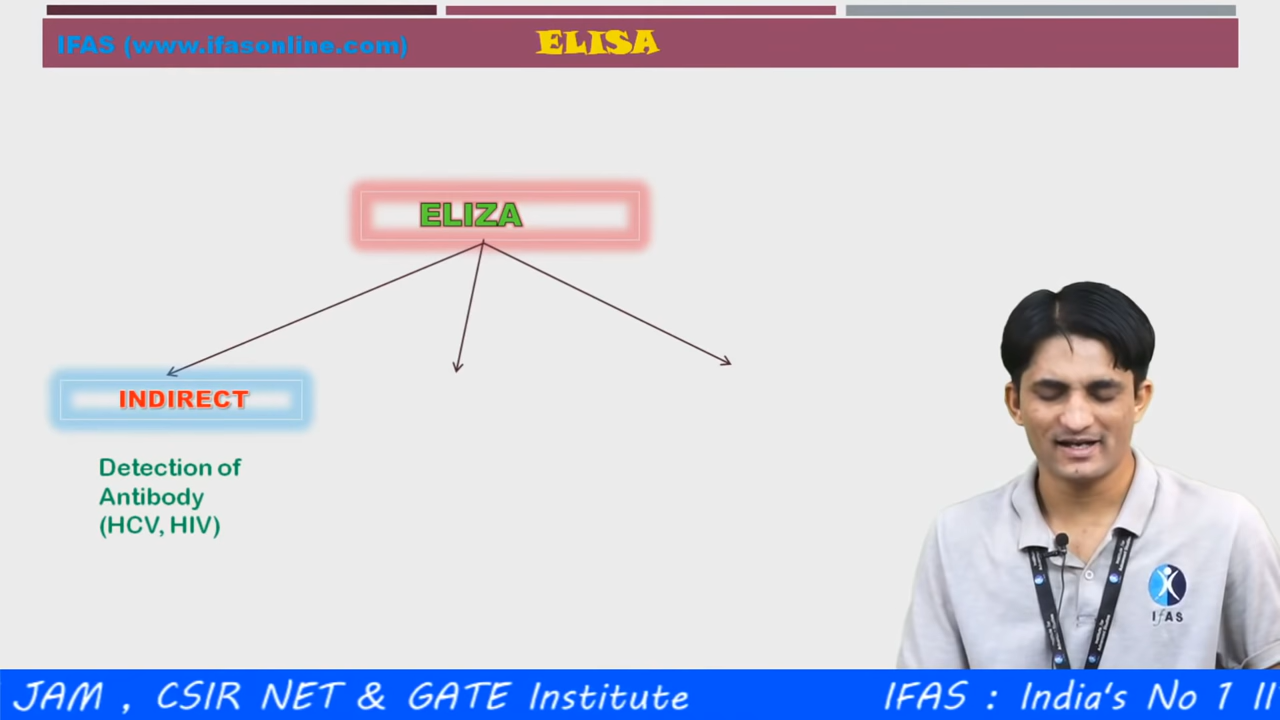 IFAS (www.ifasonline.com)
ELISA
ELIZA
INDIRECT
Detection of
Antibody
(HCV, HIV)
IfAS
JAM , CSIR NET & GATE Institute
IFAS : India's No 1 II